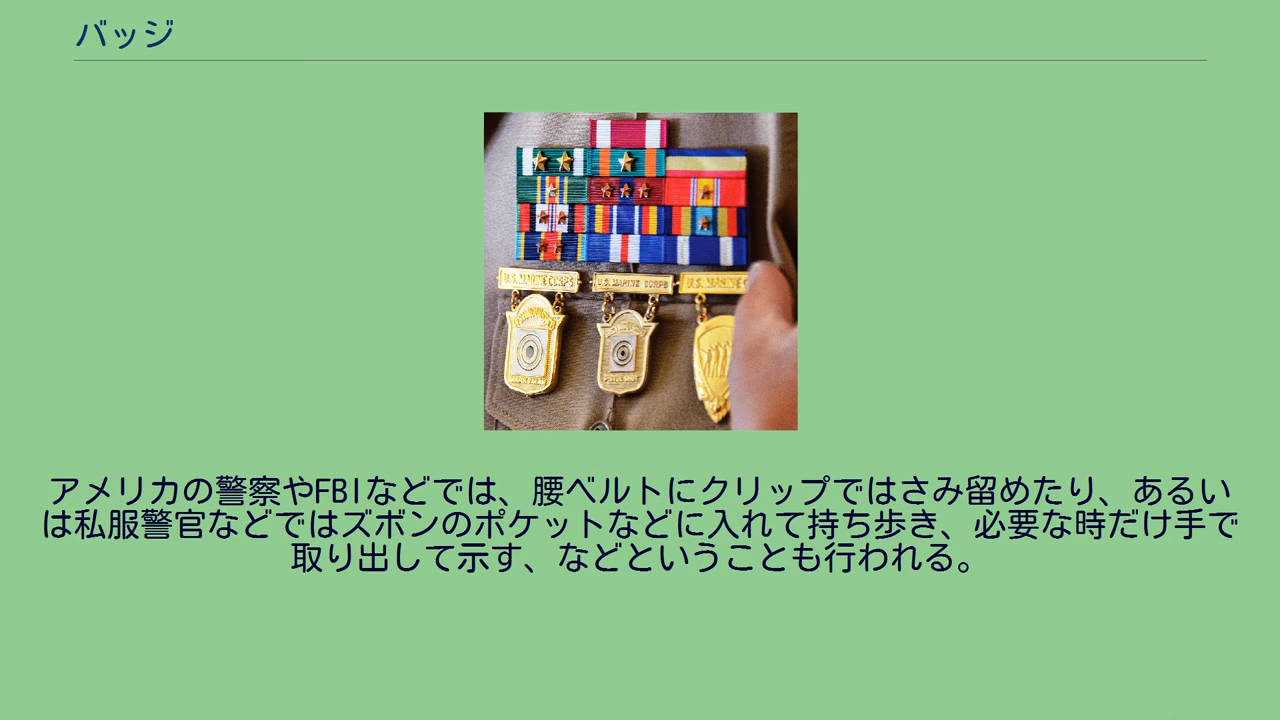 バッジ
U.S. MARINE CORPS
U.S. MARINE CORPS
U.S. MARINE C
アメリカの警察やFBIなどでは、腰ベルトにクリップではさみ留めたり、あるい
は私服警官などではズボンのポケットなどに入れて持ち歩き、必要な時だけ手で
取り出して示す、などということも行われる。